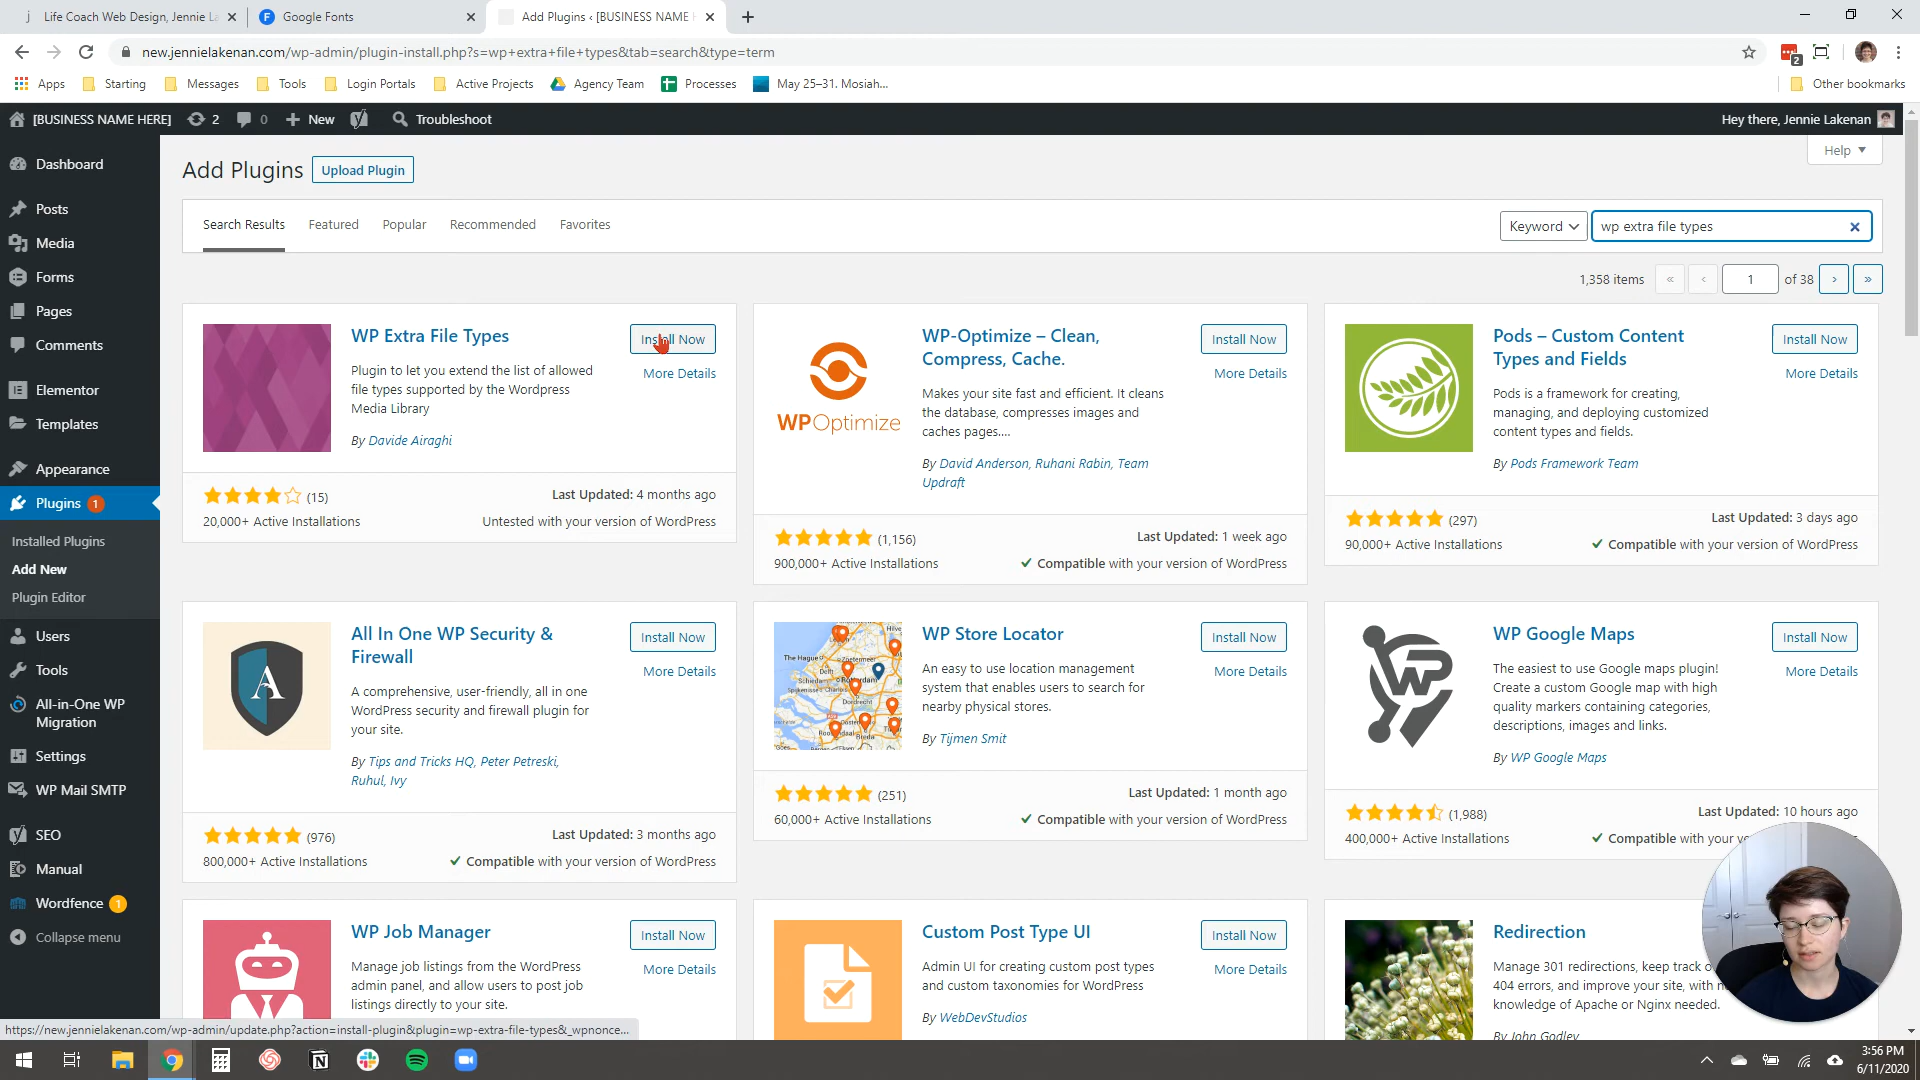 Life Coach Web Design, Jennie La
Google Fonts
Add Plugins ‹ [BUSINESS NAME H
new.jennielakenan.com/wp-admin/plugin-install.php?s=wp+extra+file+types&tab=search&type=term
2
Apps
Starting
Messages
Tools
Login Portals
Active Projects
Agency Team
Processes
May 25–31. Mosiah...
Other bookmarks
[BUSINESS NAME HERE]
2
0
New
Troubleshoot
Hey there, Jennie Lakenan
Dashboard
Posts
Media
Forms
Pages
Comments
Elementor
Templates
Appearance
Plugins 1
Installed Plugins
Add New
Plugin Editor
Users
Tools
All-in-One WP
Migration
Settings
WP Mail SMTP
SEO
Manual
Wordfence 1
Collapse menu
Help
Add Plugins
Upload Plugin
Search Results
Featured
Popular
Recommended
Favorites
Keyword
wp extra file types
1,358 items « ‹ 1 of 38 › »
WP Extra File Types
Install Now
More Details
Plugin to let you extend the list of allowed
file types supported by the Wordpress
Media Library
By Davide Airaghi
(15)
Last Updated: 4 months ago
20,000+ Active Installations
Untested with your version of WordPress
WP Optimize
WP-Optimize – Clean,
Compress, Cache.
Install Now
More Details
Makes your site fast and efficient. It cleans
the database, compresses images and
caches pages....
By David Anderson, Ruhani Rabin, Team
Updraft
(1,156)
Last Updated: 1 week ago
900,000+ Active Installations
Compatible with your version of WordPress
Pods – Custom Content
Types and Fields
Install Now
More Details
Pods is a framework for creating,
managing, and deploying customized
content types and fields.
By Pods Framework Team
(297)
Last Updated: 3 days ago
90,000+ Active Installations
Compatible with your version of WordPress
A
All In One WP Security &
Firewall
Install Now
More Details
A comprehensive, user-friendly, all in one
WordPress security and firewall plugin for
your site.
By Tips and Tricks HQ, Peter Petreski,
Ruhul, Ivy
(976)
Last Updated: 3 months ago
800,000+ Active Installations
Compatible with your version of WordPress
WP Store Locator
Install Now
More Details
An easy to use location management
system that enables users to search for
nearby physical stores.
By Tijmen Smit
(251)
Last Updated: 1 month ago
60,000+ Active Installations
Compatible with your version of WordPress
WP
WP Google Maps
Install Now
More Details
The easiest to use Google maps plugin!
Create a custom Google map with high
quality markers containing categories,
descriptions, images and links.
By WP Google Maps
(1,988)
Last Updated: 10 hours ago
400,000+ Active Installations
Compatible with your v
WP Job Manager
Install Now
More Details
Manage job listings from the WordPress
admin panel, and allow users to post job
listings directly to your site.
Custom Post Type UI
Install Now
More Details
Admin UI for creating custom post types
and custom taxonomies for WordPress
By WebDevStudios
Redirection
Manage 301 redirections, keep track o
404 errors, and improve your site, with n
knowledge of Apache or Nginx needed.
By John Godley
https://new.jennielakenan.com/wp-admin/update.php?action=install-plugin&plugin=wp-extra-file-types&_wpnonce...
3:56 PM
6/11/2020